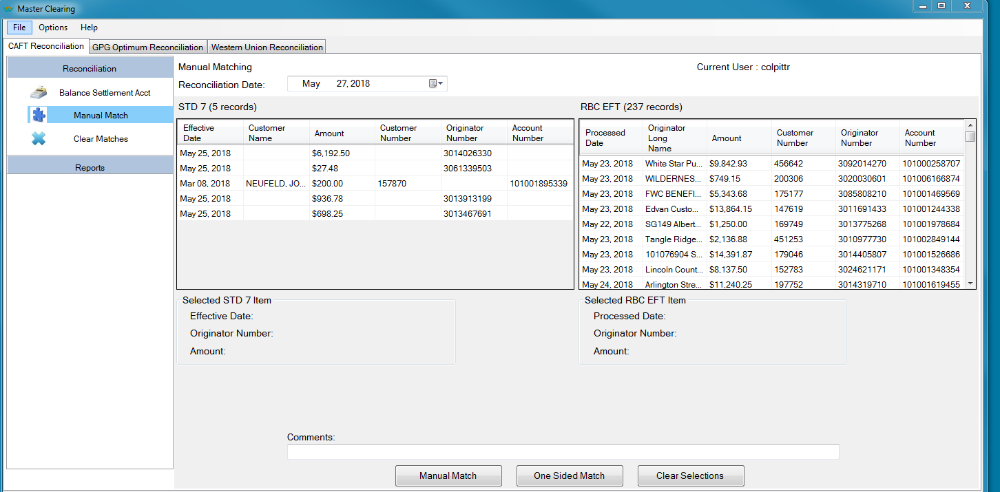 Master Clearing
File Options Help
CAFT Reconciliation GPG Optimum Reconciliation Western Union Reconciliation
Reconciliation
Balance Settlement Acct
Manual Match
Clear Matches
Reports
Manual Matching
Current User : colpittr
Reconciliation Date: May 27, 2018
STD 7 (5 records)
Effective Date Customer Name Amount Customer Number Originator Number Account Number
May 25, 2018 $6,192.50 3014026330
May 25, 2018 $27.48 3061339503
Mar 08, 2018 NEUFELD, JO... $200.00 157870 101001895339
May 25, 2018 $936.78 3013913199
May 25, 2018 $698.25 3013467691
RBC EFT (237 records)
Processed Date Originator Long Name Amount Customer Number Originator Number Account Number
May 23, 2018 White Star Pu... $9,842.93 456642 3092014270 101000258707
May 23, 2018 WILDERNES... $749.15 200306 3020030601 101006166874
May 23, 2018 FWC BENEFI... $5,343.68 175177 3085808210 101001469569
May 23, 2018 Edvan Custo... $13,864.15 147619 3011691433 101001244338
May 22, 2018 SG149 Albert... $1,250.00 169749 3013775268 101001978684
May 23, 2018 Tangle Ridge... $2,136.88 451253 3010977730 101002849144
May 23, 2018 101076904 S... $14,391.87 179046 3014405807 101001526686
May 23, 2018 Lincoln Count... $8,137.50 152783 3024621171 101001348354
May 24, 2018 Arlington Stre... $11,240.25 197752 3014319710 101001619455
Selected STD 7 Item
Effective Date:
Originator Number:
Amount:
Selected RBC EFT Item
Processed Date:
Originator Number:
Amount:
Comments:
Manual Match One Sided Match Clear Selections